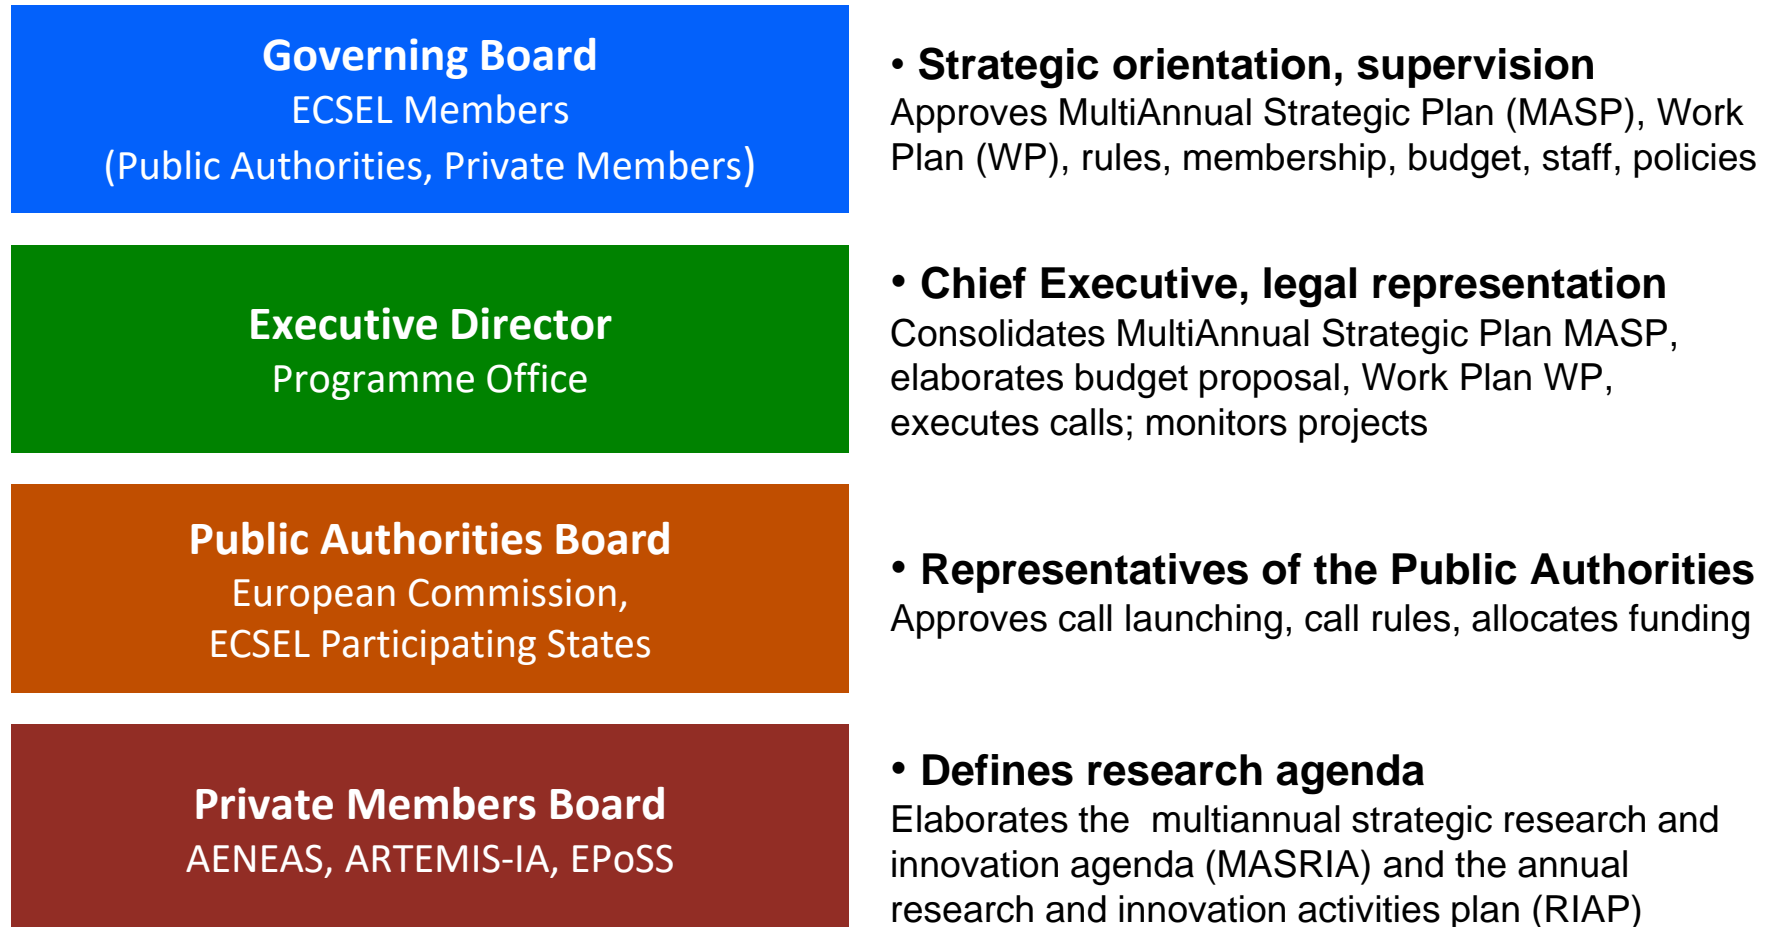 Governing Board
ECSEL Members
(Public Authorities, Private Members)
• Strategic orientation, supervision
Approves MultiAnnual Strategic Plan (MASP), Work
Plan (WP), rules, membership, budget, staff, policies
Executive Director
Programme Office
• Chief Executive, legal representation
Consolidates MultiAnnual Strategic Plan MASP,
elaborates budget proposal, Work Plan WP,
executes calls; monitors projects
Public Authorities Board
European Commission,
ECSEL Participating States
• Representatives of the Public Authorities
Approves call launching, call rules, allocates funding
Private Members Board
AENEAS, ARTEMIS-IA, EPoSS
• Defines research agenda
Elaborates the  multiannual strategic research and
innovation agenda (MASRIA) and the annual
research and innovation activities plan (RIAP)